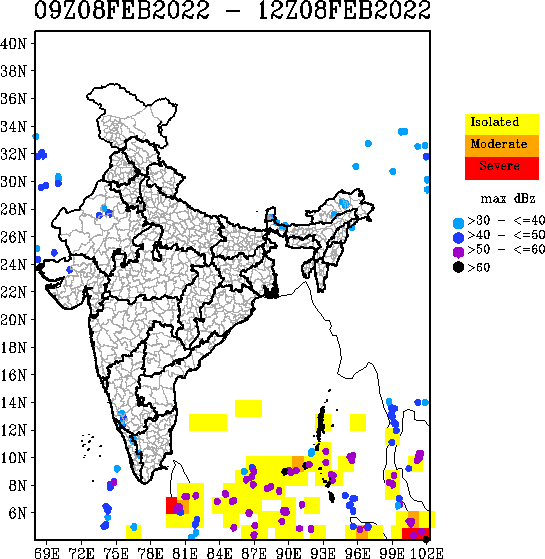 09Z08FEB2022 - 12Z08FEB2022
40N
38N
36N
34N
32N
30N
28N
26N
24N
22N
20N
18N
16N
14N
12N
10N
8N
6N
69E 72E 75E 78E 81E 84E 87E 90E 93E 96E 99E 102E
Isolated
Moderate
Severe
max dBz
>30 - <=40
>40 - <=50
>50 - <=60
>60